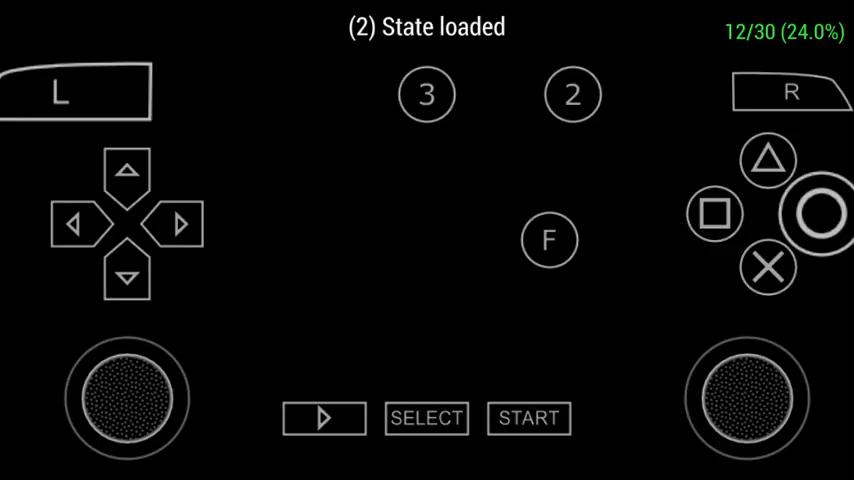 (2) State loaded
12/30 (24.0%)
L
3
2
R
F
SELECT
START